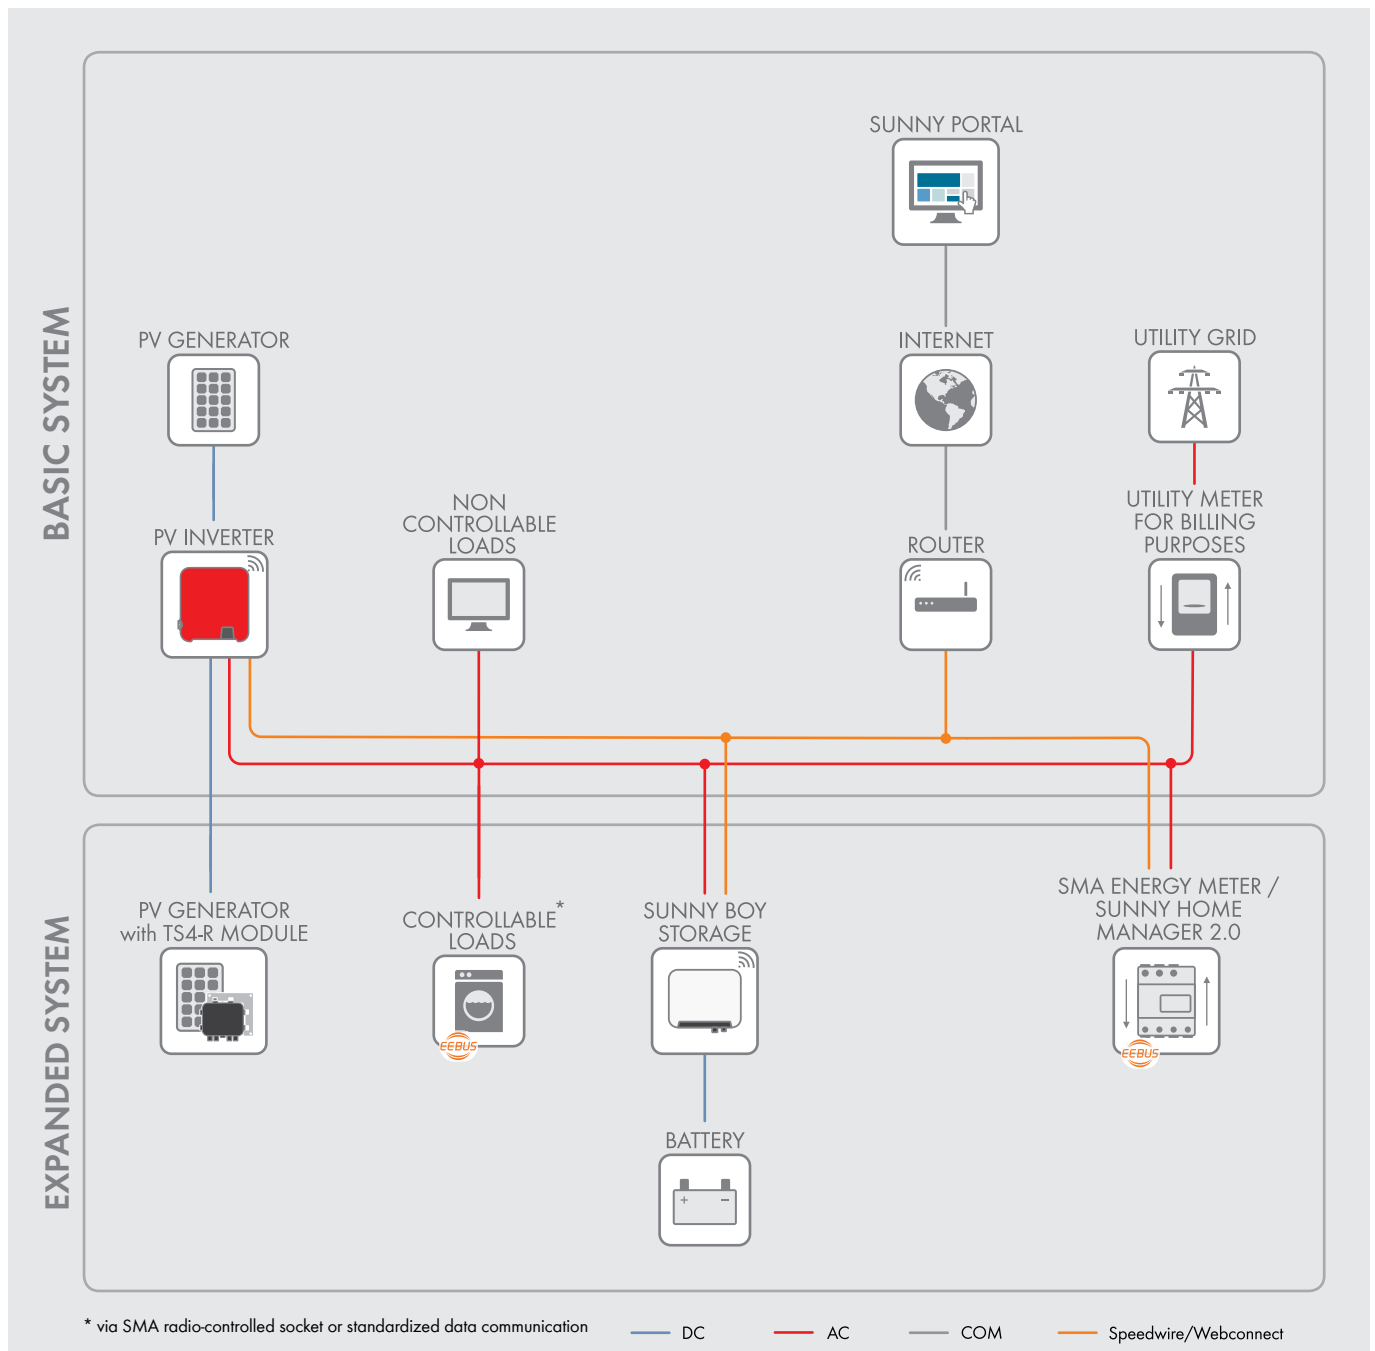 BASIC SYSTEM
SUNNY PORTAL
PV GENERATOR
INTERNET
UTILITY GRID
PV INVERTER
NON
CONTROLLABLE
LOADS
ROUTER
UTILITY METER
FOR BILLING
PURPOSES
EXPANDED SYSTEM
PV GENERATOR
with TS4-R MODULE
CONTROLLABLE*
LOADS
EEBUS
SUNNY BOY
STORAGE
SMA ENERGY METER /
SUNNY HOME
MANAGER 2.0
EEBUS
BATTERY
+ −
* via SMA radio-controlled socket or standardized data communication
DC
AC
COM
Speedwire/Webconnect